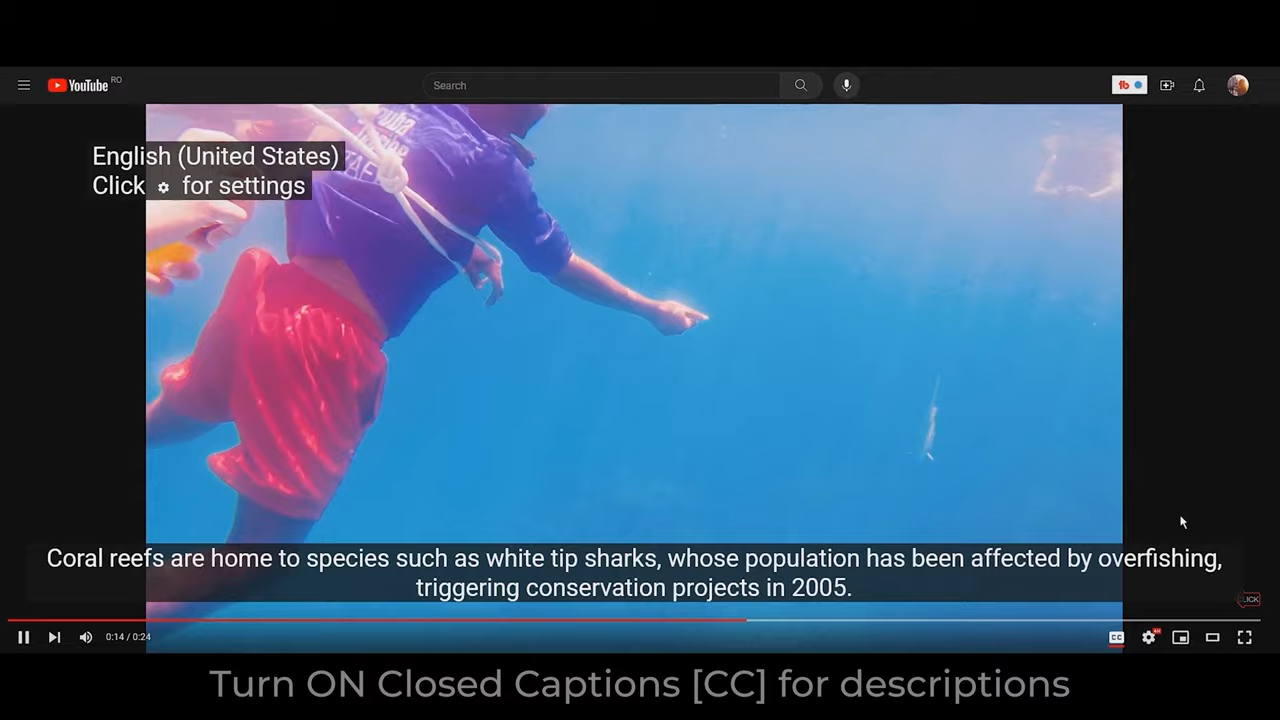 YouTube RO
Search
English (United States)
Click for settings
Coral reefs are home to species such as white tip sharks, whose population has been affected by overfishing,
triggering conservation projects in 2005.
0:14 / 0:24
CC
Turn ON Closed Captions [CC] for descriptions